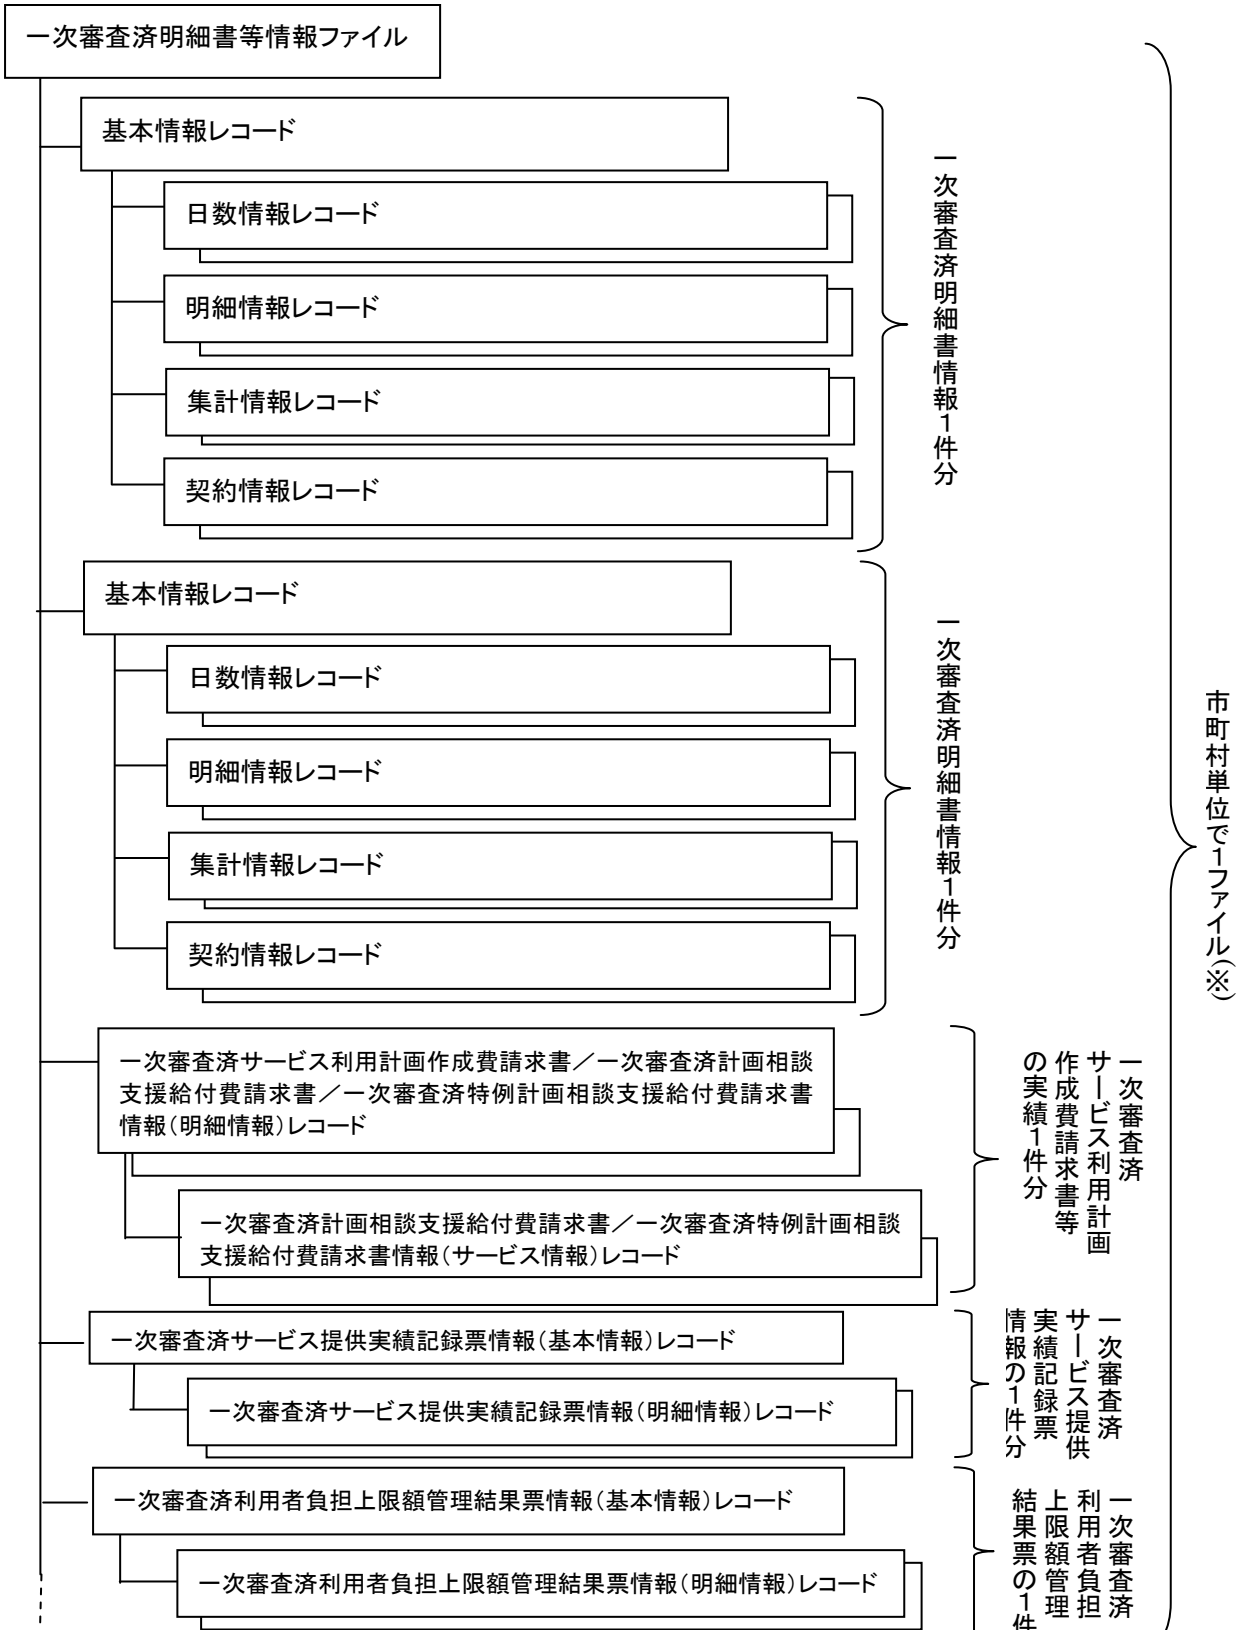 一次審査済明細書等情報ファイル
基本情報レコード
日数情報レコード
明細情報レコード
集計情報レコード
契約情報レコード
一次審査済明細書情報1件分
基本情報レコード
日数情報レコード
明細情報レコード
集計情報レコード
契約情報レコード
一次審査済明細書情報1件分
一次審査済サービス利用計画作成費請求書／一次審査済計画相談
支援給付費請求書／一次審査済特例計画相談支援給付費請求書
情報（明細情報）レコード
一次審査済計画相談支援給付費請求書／一次審査済特例計画相談
支援給付費請求書情報（サービス情報）レコード
一次審査済
サービス利用計画
作成費請求書等
の実績1件分
一次審査済サービス提供実績記録票情報（基本情報）レコード
一次審査済サービス提供実績記録票情報（明細情報）レコード
一次審査済
サービス提供
実績記録票
情報の1件分
一次審査済利用者負担上限額管理結果票情報（基本情報）レコード
一次審査済利用者負担上限額管理結果票情報（明細情報）レコード
一次審査済
利用者負担
上限額管理
結果票の1件
市町村単位で1ファイル（※）